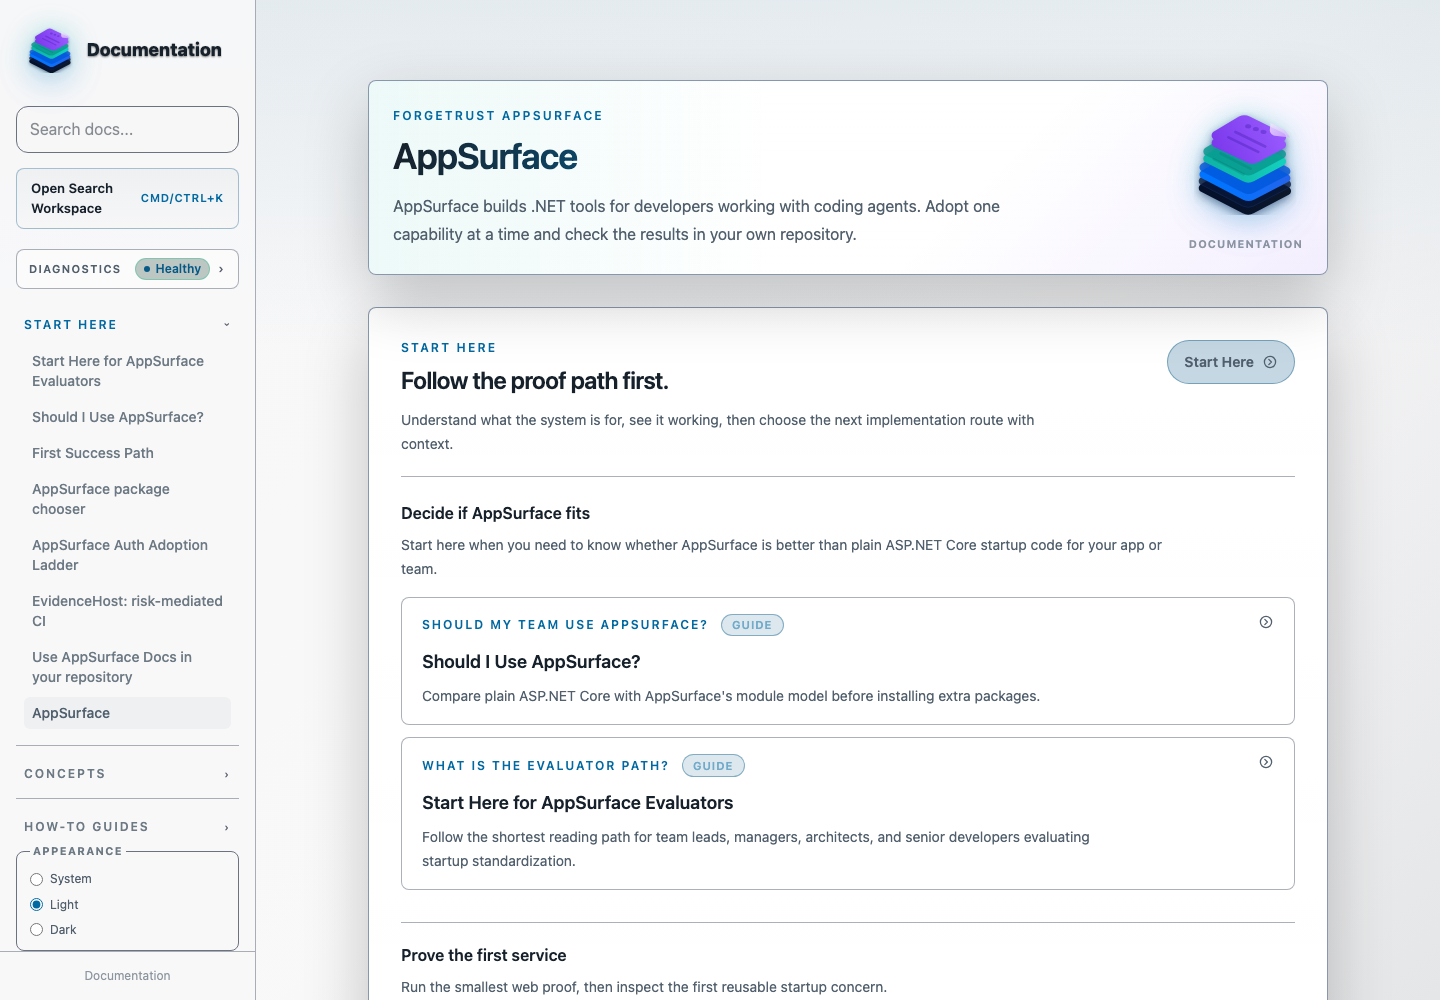 Documentation
Search docs...
Open Search
Workspace
CMD/CTRL+K
DIAGNOSTICS
Healthy
START HERE
Start Here for AppSurface
Evaluators
Should I Use AppSurface?
First Success Path
AppSurface package
chooser
AppSurface Auth Adoption
Ladder
EvidenceHost: risk-mediated
CI
Use AppSurface Docs in
your repository
AppSurface
CONCEPTS
HOW-TO GUIDES
APPEARANCE
System
Light
Dark
Documentation
FORGETRUST APPSURFACE
AppSurface
AppSurface builds .NET tools for developers working with coding agents. Adopt one
capability at a time and check the results in your own repository.
DOCUMENTATION
START HERE
Follow the proof path first.
Understand what the system is for, see it working, then choose the next implementation route with
context.
Start Here
Decide if AppSurface fits
Start here when you need to know whether AppSurface is better than plain ASP.NET Core startup code for your app or
team.
SHOULD MY TEAM USE APPSURFACE? GUIDE
Should I Use AppSurface?
Compare plain ASP.NET Core with AppSurface's module model before installing extra packages.
WHAT IS THE EVALUATOR PATH? GUIDE
Start Here for AppSurface Evaluators
Follow the shortest reading path for team leads, managers, architects, and senior developers evaluating
startup standardization.
Prove the first service
Run the smallest web proof, then inspect the first reusable startup concern.